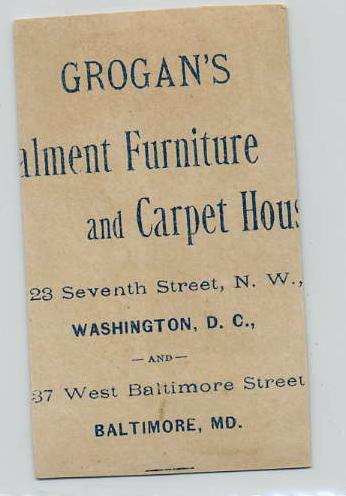 GROGAN'S
alment Furniture
and Carpet Hous
23 Seventh Street, N. W.,
WASHINGTON, D. C.,
— AND —
37 West Baltimore Street
BALTIMORE, MD.